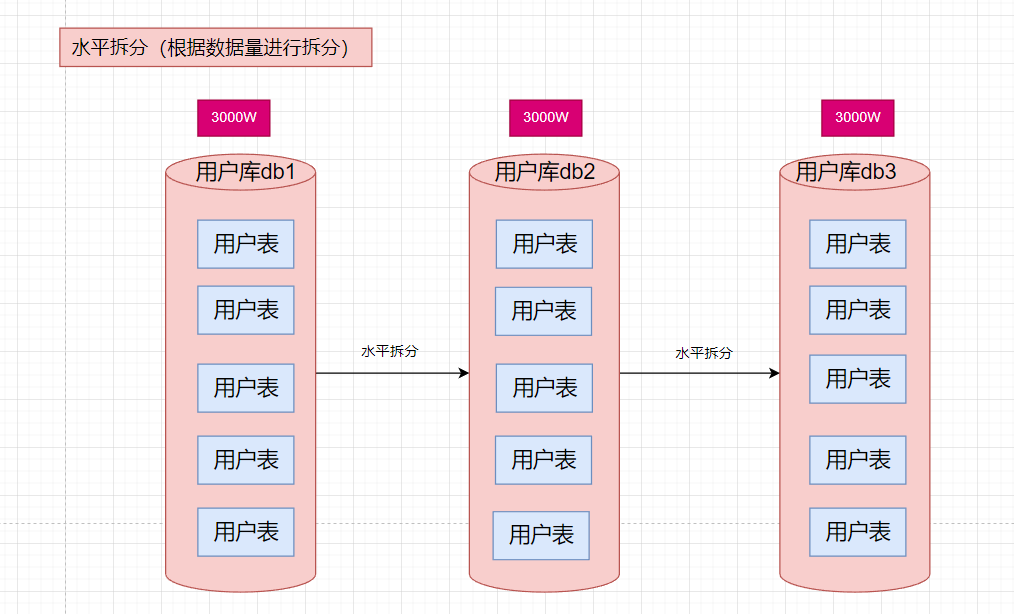 水平拆分（根据数据量进行拆分）
3000W
3000W
3000W
用户库db1
用户库db2
用户库db3
用户表
用户表
用户表
用户表
用户表
用户表
水平拆分
水平拆分
用户表
用户表
用户表
用户表
用户表
用户表
用户表
用户表
用户表